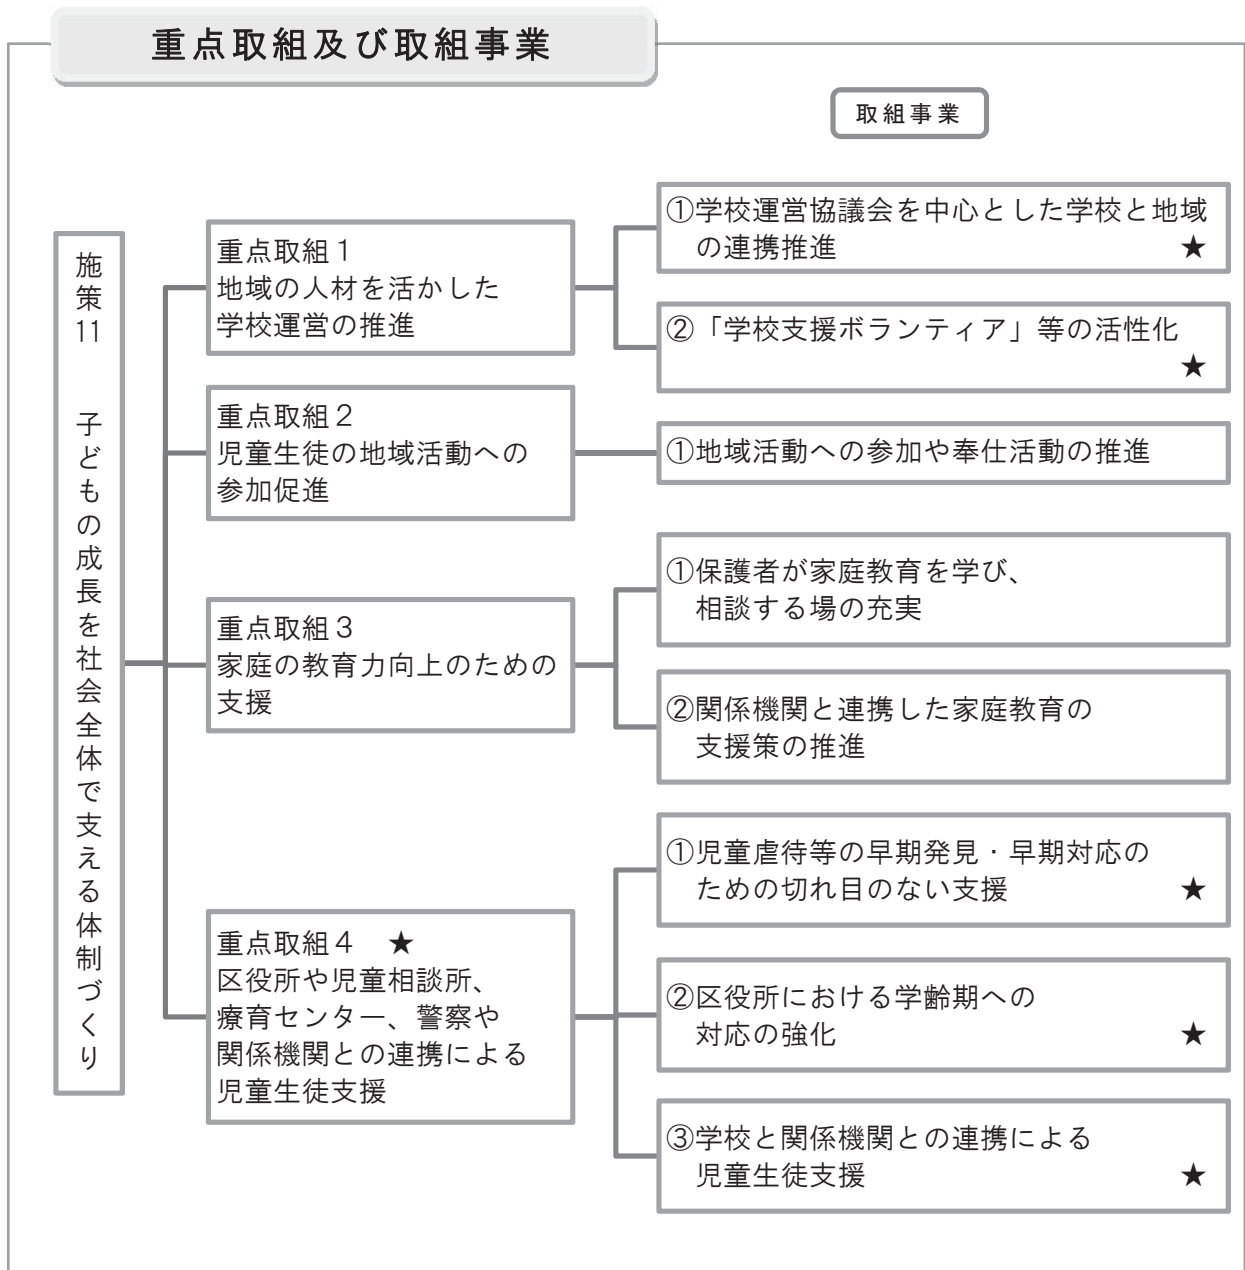 重点取組及び取組事業
取組事業
施策11 子どもの成長を社会全体で支える体制づくり
重点取組1
地域の人材を活かした
学校運営の推進
①学校運営協議会を中心とした学校と地域
の連携推進 ★
②「学校支援ボランティア」等の活性化
★
重点取組2
児童生徒の地域活動への
参加促進
①地域活動への参加や奉仕活動の推進
重点取組3
家庭の教育力向上のための
支援
①保護者が家庭教育を学び、
相談する場の充実
②関係機関と連携した家庭教育の
支援策の推進
重点取組4 ★
区役所や児童相談所、
療育センター、警察や
関係機関との連携による
児童生徒支援
①児童虐待等の早期発見・早期対応の
ための切れ目のない支援 ★
②区役所における学齢期への
対応の強化 ★
③学校と関係機関との連携による
児童生徒支援 ★